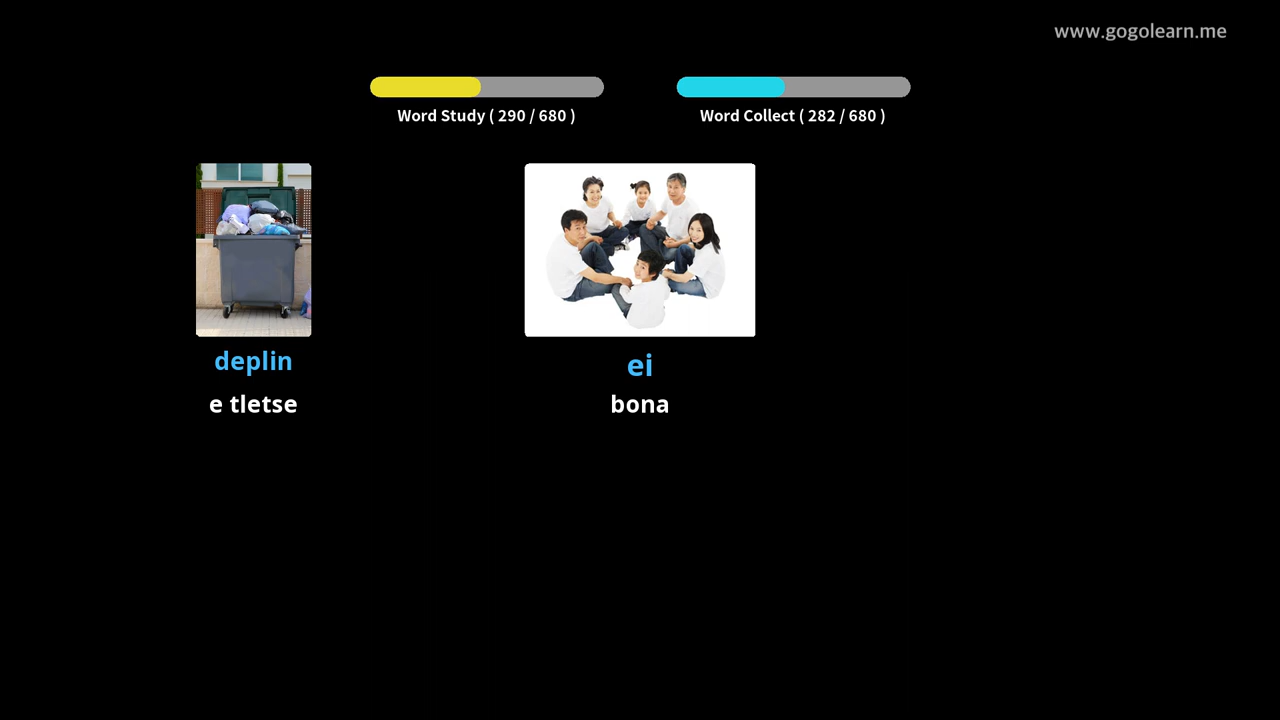 www.gogolearn.me
Word Study ( 290 / 680 )
Word Collect ( 282 / 680 )
deplin
e tletse
ei
bona